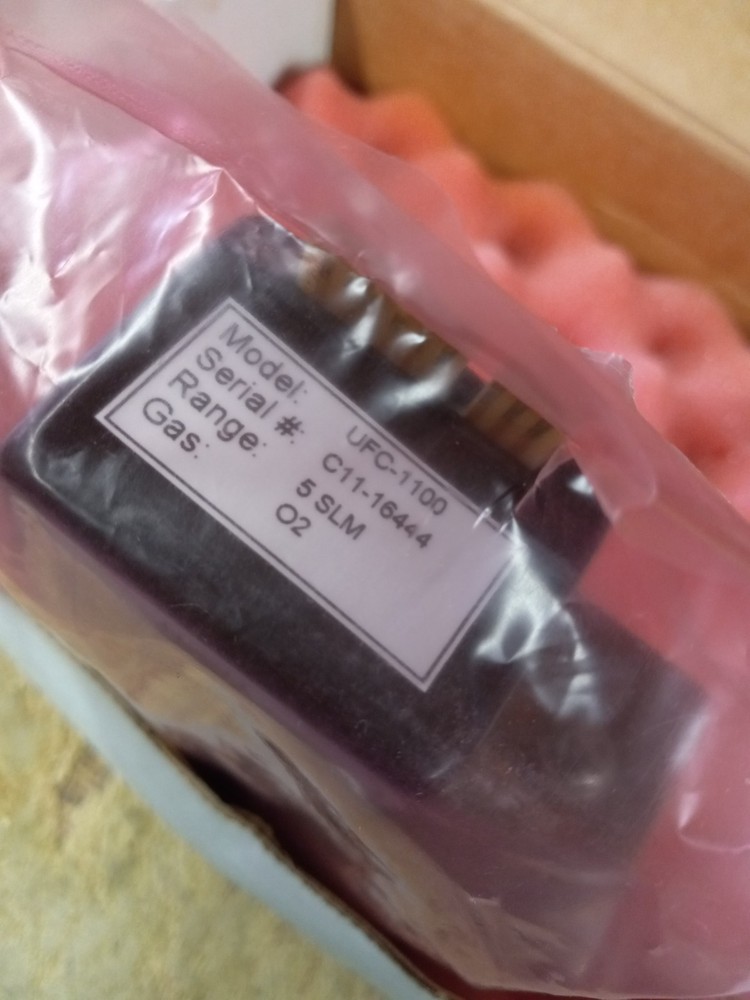 Model: UFC-1100
Serial #: C11-16444
Range: 5 SLM
Gas: O2